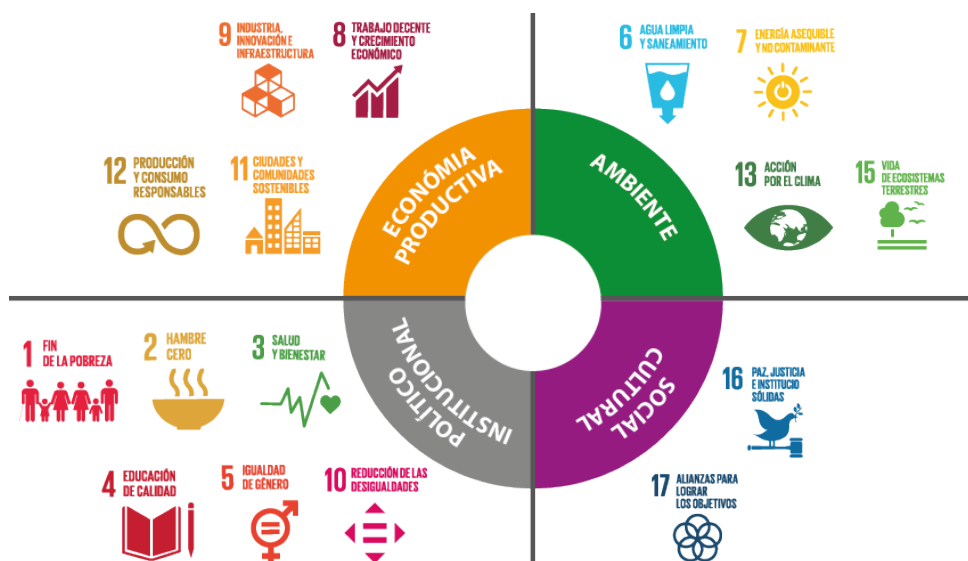 9
INDUSTRIA,
INNOVACIÓN E
INFRAESTRUCTURA
8
TRABAJO DECENTE
Y CRECIMIENTO
ECONÓMICO
12
PRODUCCIÓN
Y CONSUMO
RESPONSABLES
11
CIUDADES Y
COMUNIDADES
SOSTENIBLES
ECONÓMIA
PRODUCTIVA
6
AGUA LIMPIA
Y SANEAMIENTO
7
ENERGÍA ASEQUIBLE
Y NO CONTAMINANTE
AMBIENTE
13
ACCIÓN
POR EL CLIMA
15
VIDA
DE ECOSISTEMAS
TERRESTRES
1
FIN
DE LA POBREZA
2
HAMBRE
CERO
3
SALUD
Y BIENESTAR
POLÍTICO
INSTITUCIONAL
4
EDUCACIÓN
DE CALIDAD
5
IGUALDAD
DE GÉNERO
10
REDUCCIÓN DE LAS
DESIGUALDADES
SOCIAL
CULTURAL
16
PAZ, JUSTICIA
E INSTITUCIO
SÓLIDAS
17
ALIANZAS PARA
LOGRAR
LOS OBJETIVOS